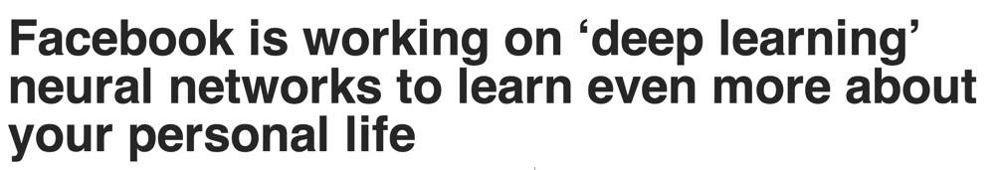 Facebook is working on ‘deep learning’
neural networks to learn even more about
your personal life